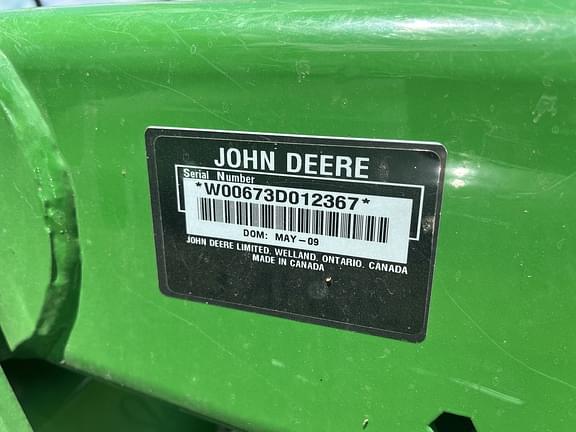 JOHN DEERE
Serial Number
*W00673D012367*
DOM: MAY-09
JOHN DEERE LIMITED, WELLAND, ONTARIO, CANADA
MADE IN CANADA